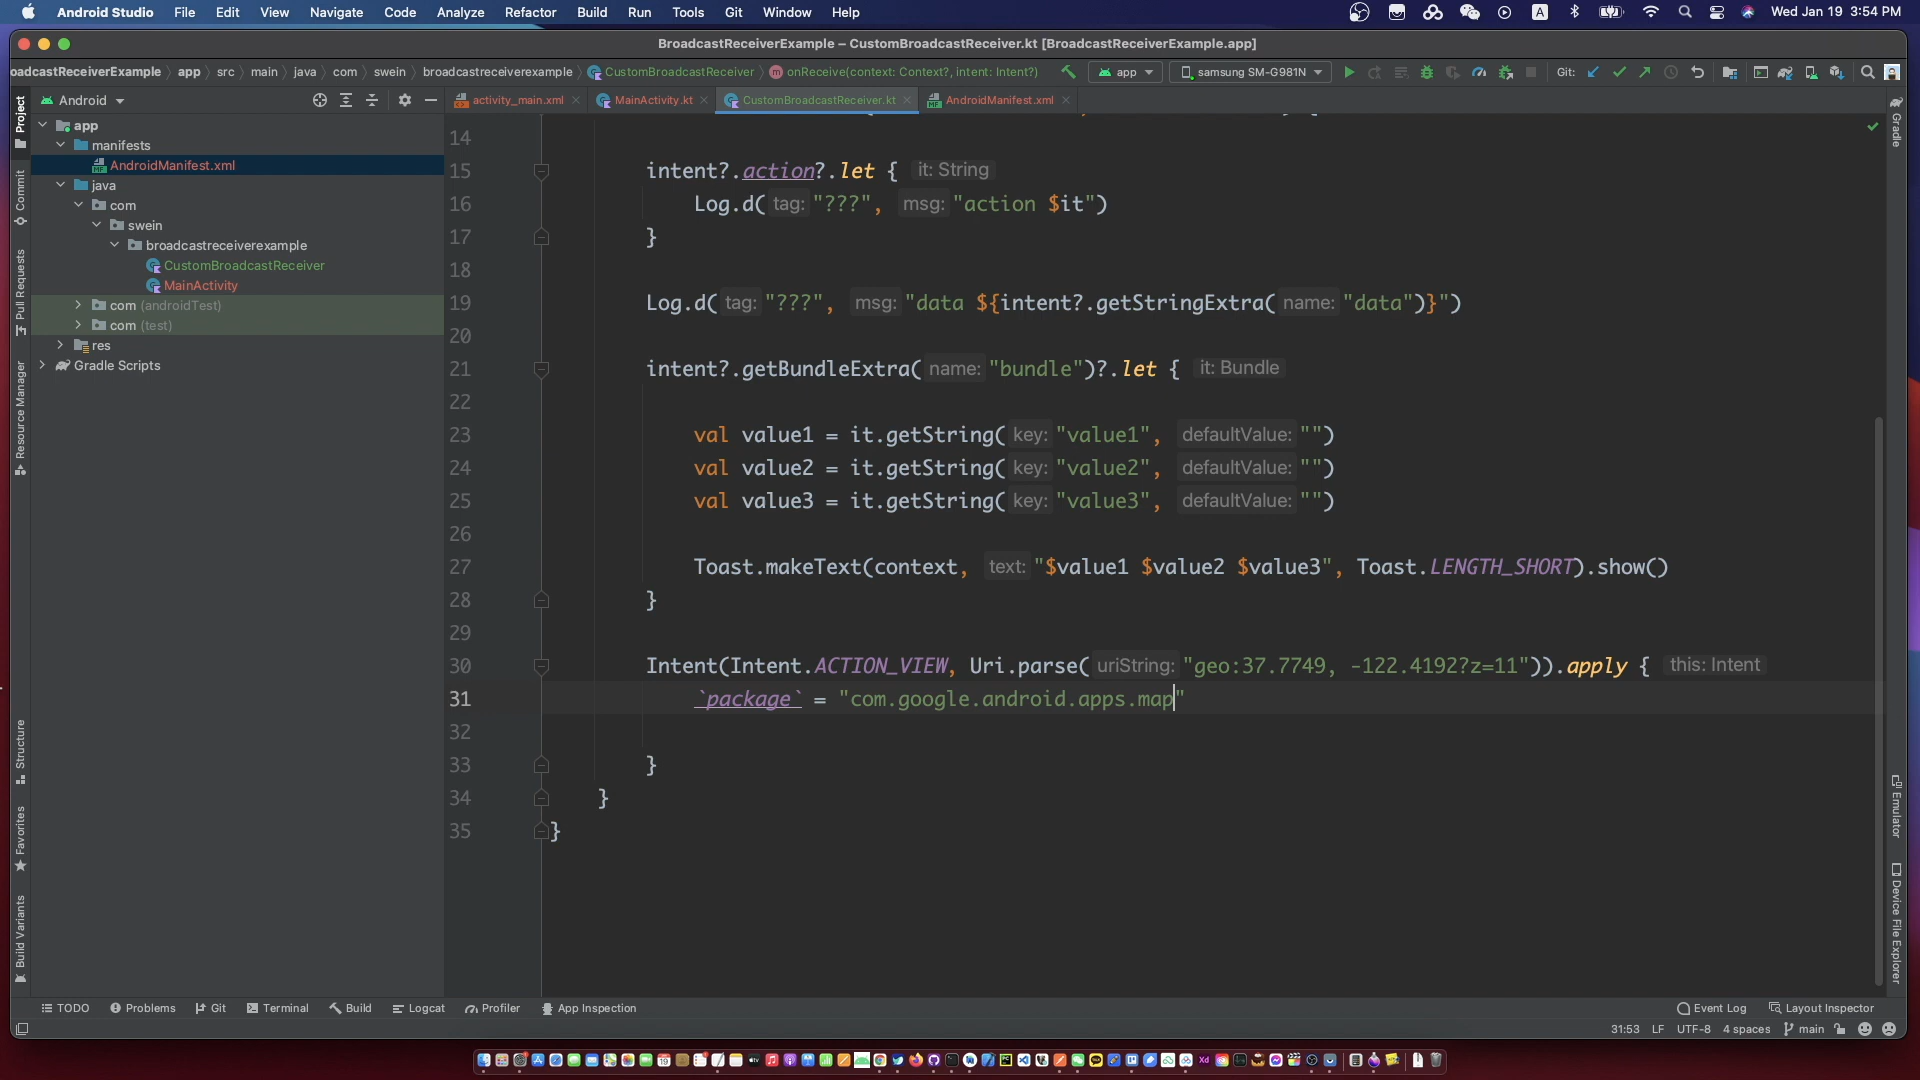 Android Studio File Edit View Navigate Code Analyze Refactor Build Run Tools Git Window Help A Wed Jan 19 3:54 PM
BroadcastReceiverExample – CustomBroadcastReceiver.kt [BroadcastReceiverExample.app]
oadcastReceiverExample app src main java com swein broadcastreceiverexample CustomBroadcastReceiver onReceive(context: Context?, intent: Intent?) app samsung SM-G981N Git:
Project
Commit
Pull Requests
Resource Manager
Structure
Favorites
Build Variants
Android
app
manifests
AndroidManifest.xml
java
com
swein
broadcastreceiverexample
CustomBroadcastReceiver
MainActivity
com (androidTest)
com (test)
res
Gradle Scripts
activity_main.xml MainActivity.kt CustomBroadcastReceiver.kt AndroidManifest.xml
14
15 intent?.action?.let { it: String
16 Log.d( tag: "???", msg: "action $it")
17 }
18
19 Log.d( tag: "???", msg: "data ${intent?.getStringExtra( name: "data")}")
20
21 intent?.getBundleExtra( name: "bundle")?.let { it: Bundle
22
23 val value1 = it.getString( key: "value1", defaultValue: "")
24 val value2 = it.getString( key: "value2", defaultValue: "")
25 val value3 = it.getString( key: "value3", defaultValue: "")
26
27 Toast.makeText(context, text: "$value1 $value2 $value3", Toast.LENGTH_SHORT).show()
28 }
29
30 Intent(Intent.ACTION_VIEW, Uri.parse( uriString: "geo:37.7749, -122.4192?z=11")).apply { this: Intent
31 `package` = "com.google.android.apps.map"
32
33 }
34 }
35 }
Gradle
Emulator
Device File Explorer
TODO Problems Git Terminal Build Logcat Profiler App Inspection Event Log Layout Inspector
31:53 LF UTF-8 4 spaces main